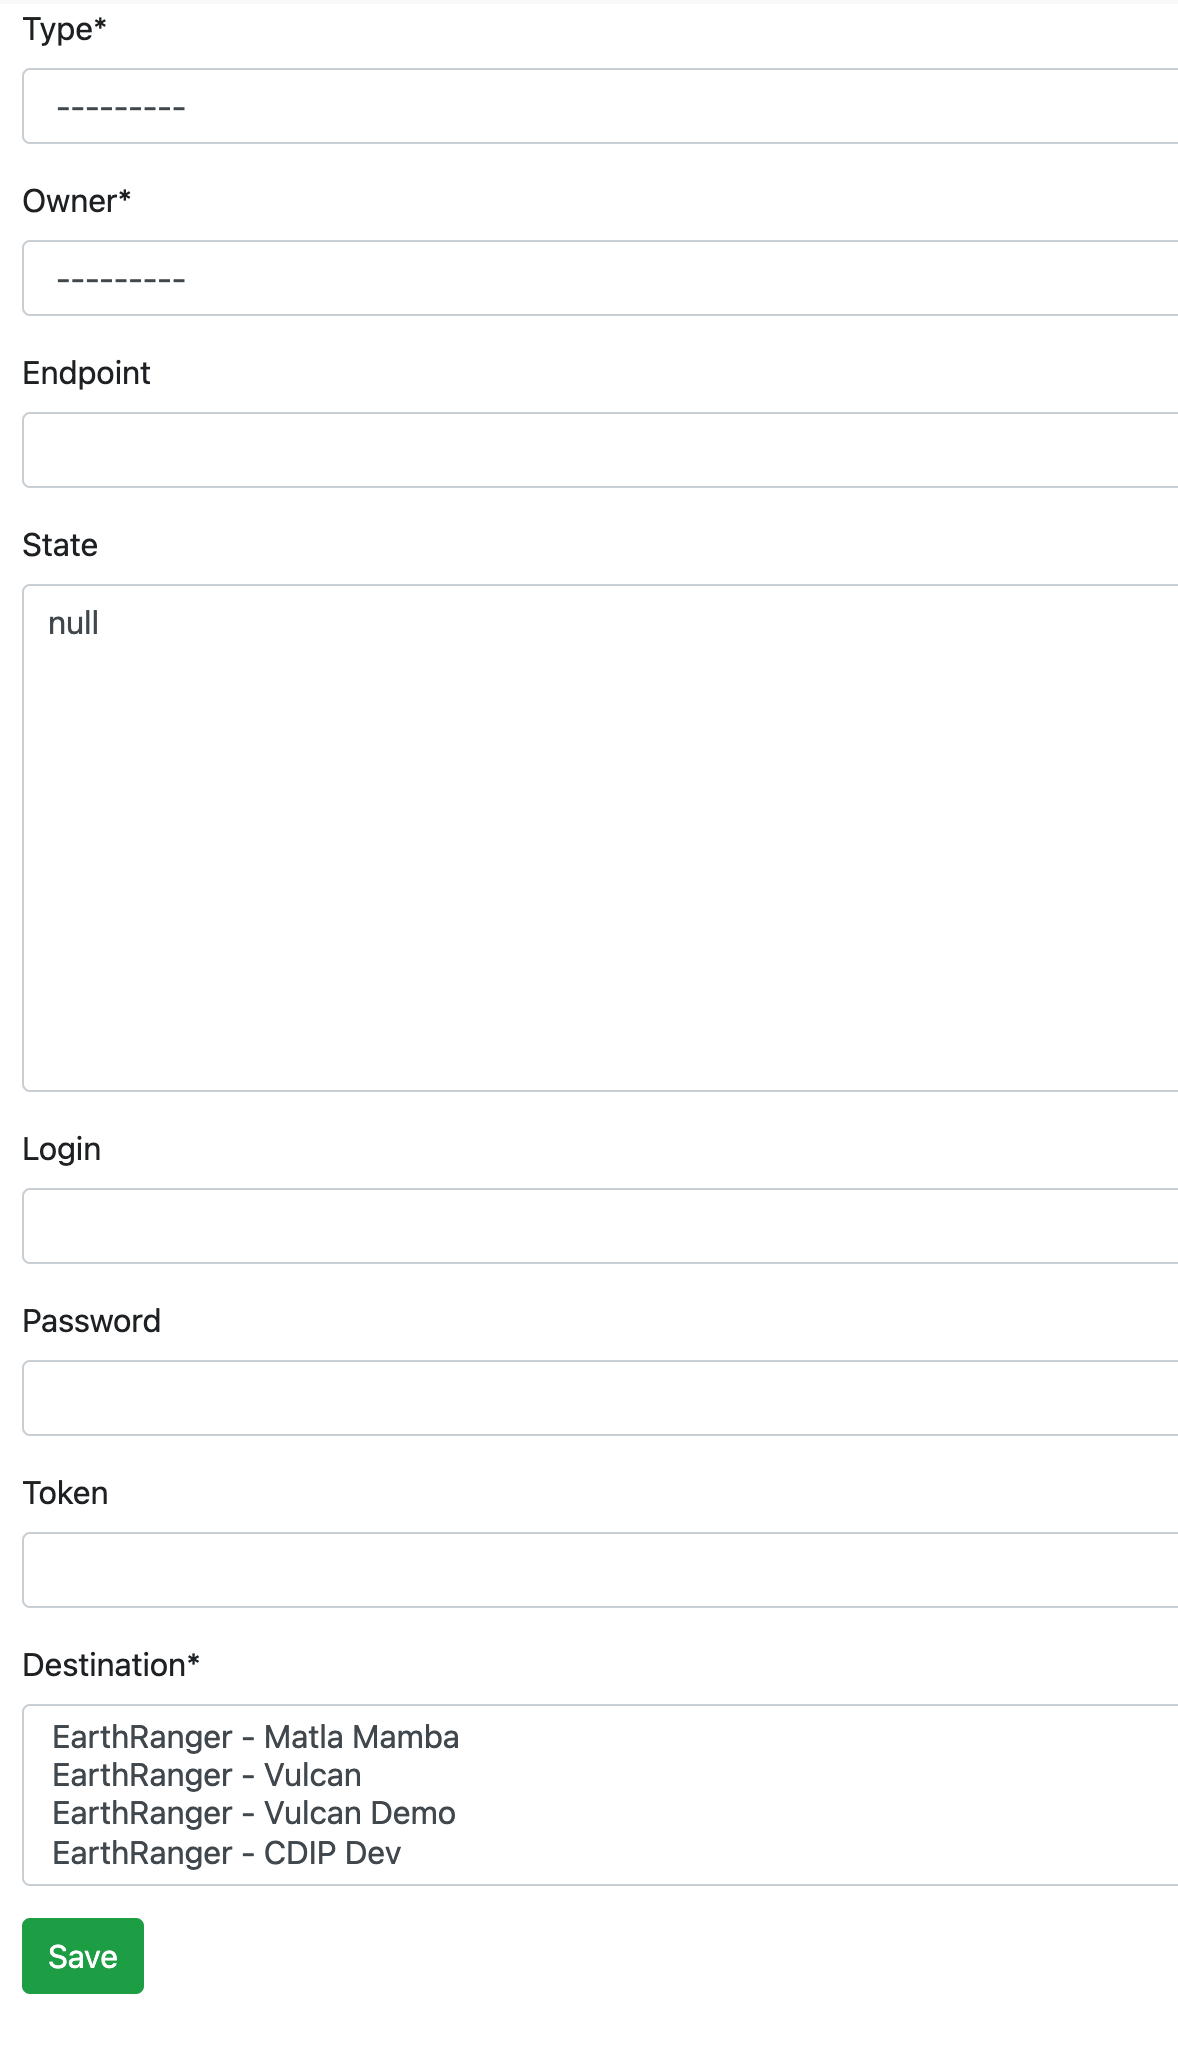 Type*
---------
Owner*
---------
Endpoint
State
null
Login
Password
Token
Destination*
EarthRanger - Matla Mamba
EarthRanger - Vulcan
EarthRanger - Vulcan Demo
EarthRanger - CDIP Dev
Save